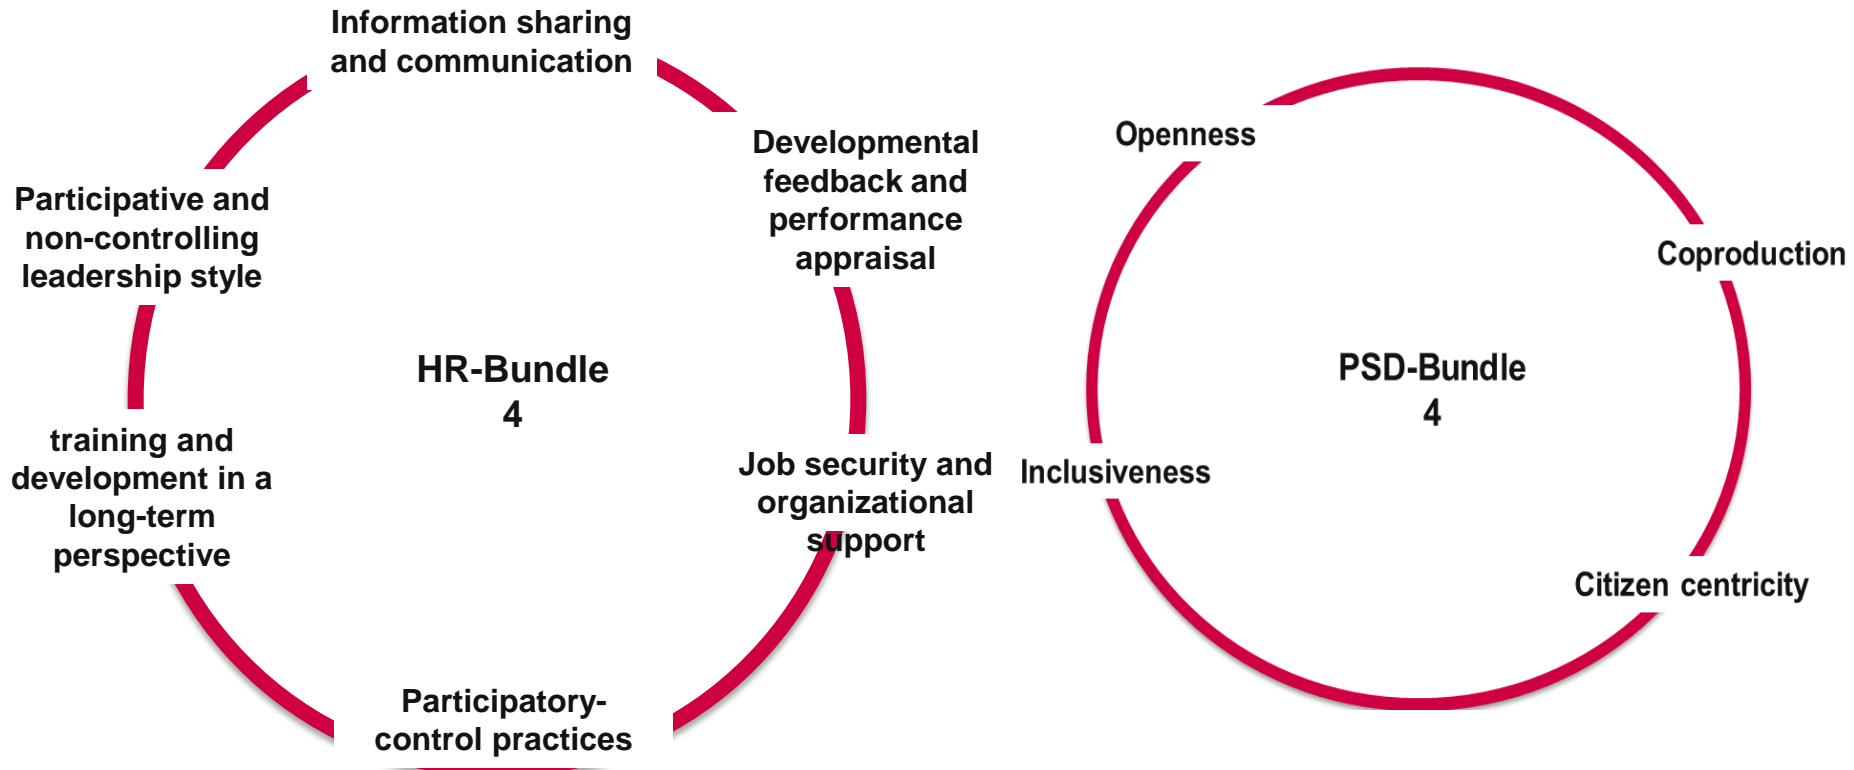 Information sharing
and communication
Developmental
feedback and
performance
appraisal
Participative and
non-controlling
leadership style
HR-Bundle
4
training and
development in a
long-term
perspective
Job security and
organizational
support
Participatory-
control practices
Openness
Coproduction
PSD-Bundle
4
Inclusiveness
Citizen centricity